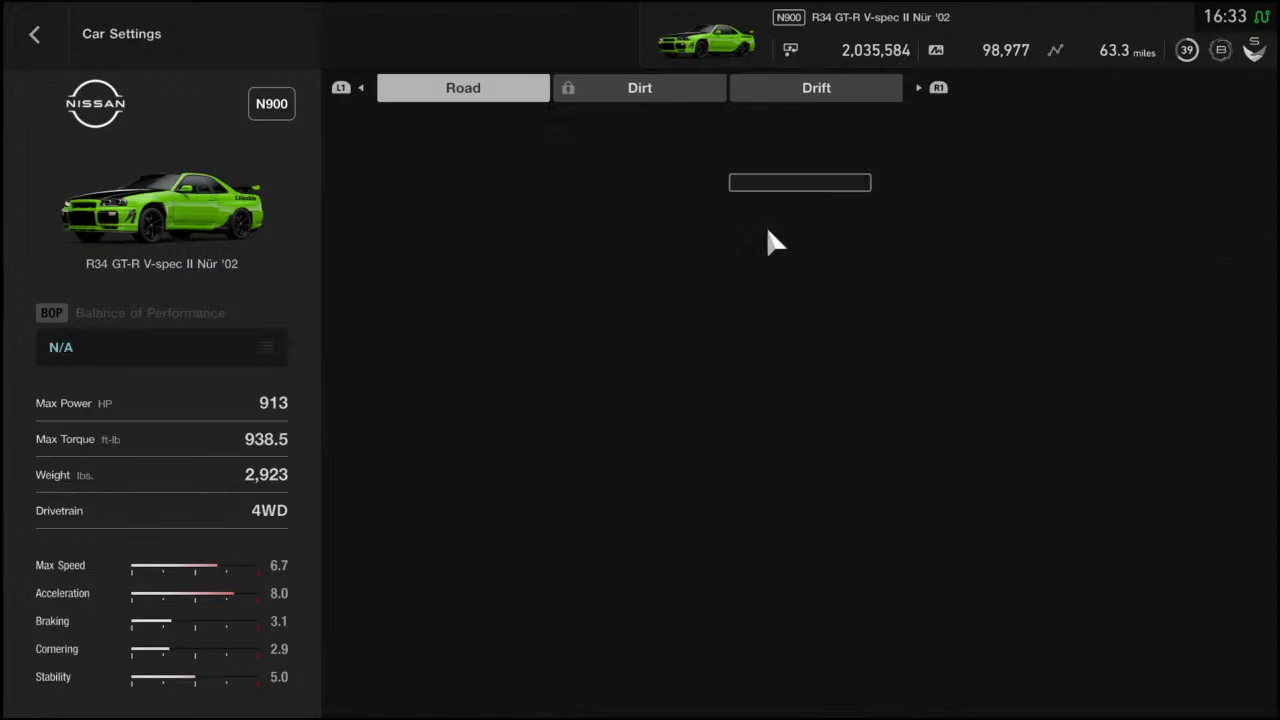 Car Settings
N900 R34 GT-R V-spec II Nür '02
16:33
2,035,584 98,977 63.3 miles 39 B S
L1 Road Dirt Drift R1
NISSAN
N900
R34 GT-R V-spec II Nür '02
BOP Balance of Performance
N/A
Max Power HP 913
Max Torque ft-lb 938.5
Weight lbs. 2,923
Drivetrain 4WD
Max Speed 6.7
Acceleration 8.0
Braking 3.1
Cornering 2.9
Stability 5.0